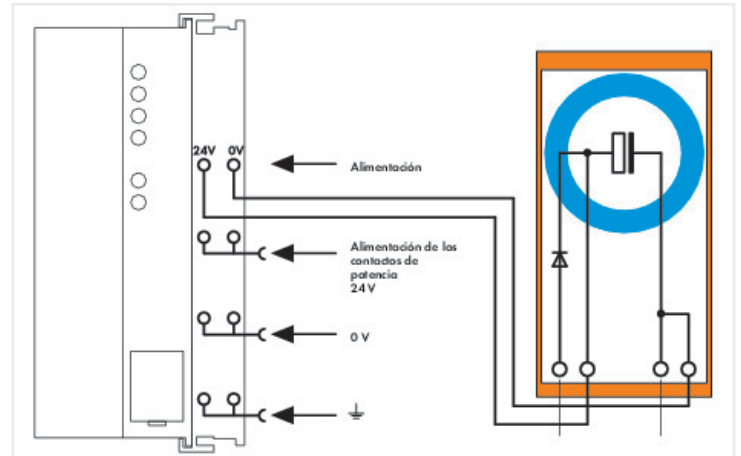 24V 0V
Alimentación
Alimentación de los
contactos de
potencia
24 V
0 V